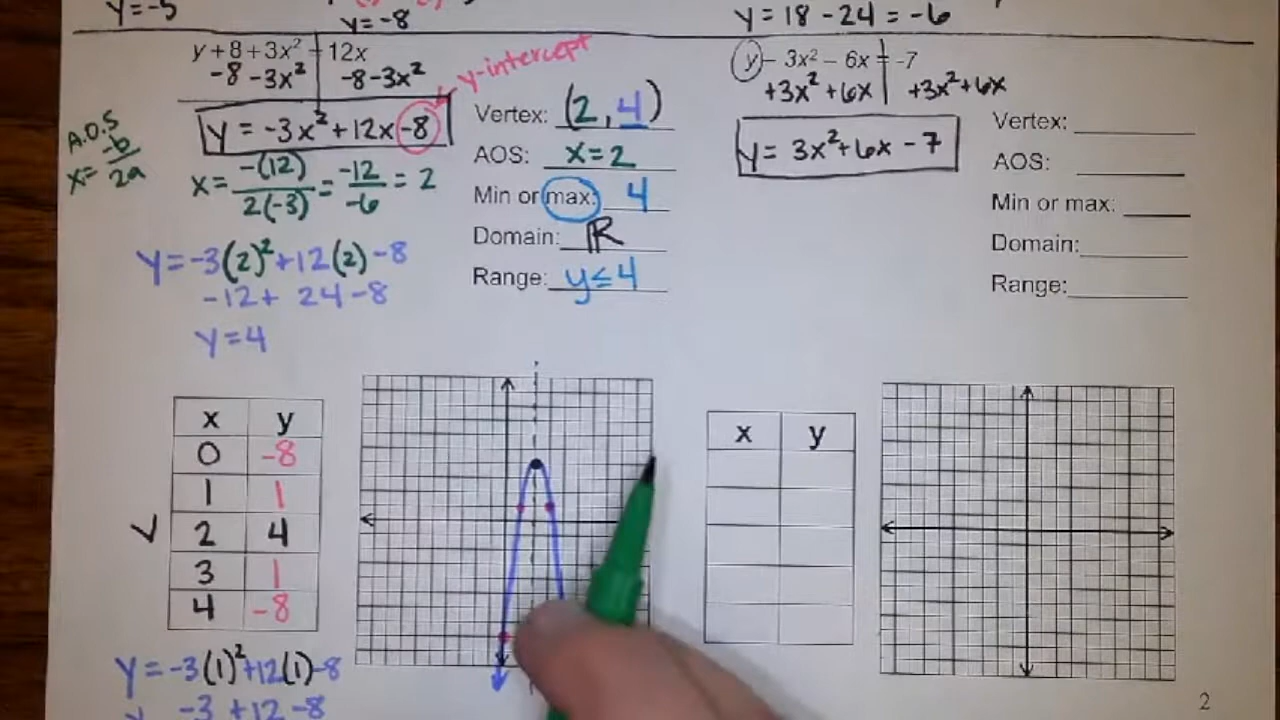 y = -5
y = -8
y = 18 - 24 = -6
y + 8 + 3x² = 12x
-8 -3x² -8 -3x²
y-intercept
y = -3x² + 12x - 8
A.O.S
x = -b/2a
x = -(12)/2(-3) = -12/-6 = 2
y = -3(2)² + 12(2) - 8
-12 + 24 - 8
y = 4
Vertex: (2, 4)
AOS: x = 2
Min or max: 4
Domain: ℝ
Range: y ≤ 4
x y
0 -8
1 1
V 2 4
3 1
4 -8
y = -3(1)² + 12(1) - 8
-3 + 12 - 8
y - 3x² - 6x = -7
+3x² + 6x +3x² + 6x
y = 3x² + 6x - 7
Vertex:
AOS:
Min or max:
Domain:
Range:
x y
2